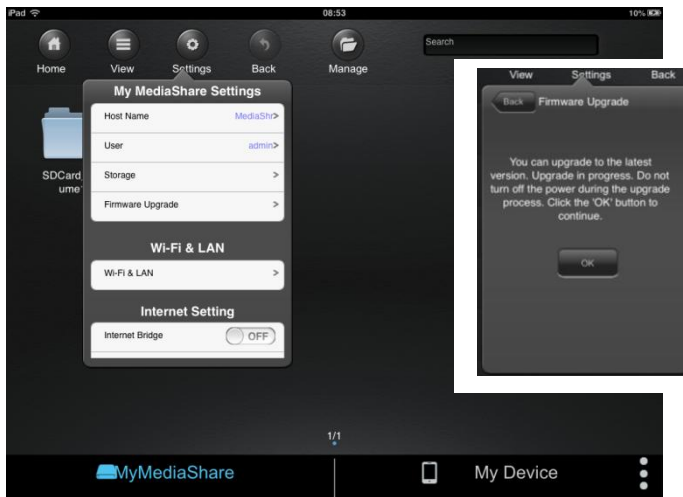 iPad 08:53 10%
Home View Settings Back Manage Search
My MediaShare Settings
Host Name MediaShr>
User admin>
Storage >
Firmware Upgrade >
Wi-Fi & LAN
Wi-Fi & LAN >
Internet Setting
Internet Bridge OFF
SDCard_
ume
1/1
MyMediaShare My Device
View Settings Back
Back Firmware Upgrade
You can upgrade to the latest
version. Upgrade in progress. Do not
turn off the power during the upgrade
process. Click the 'OK' button to
continue.
OK